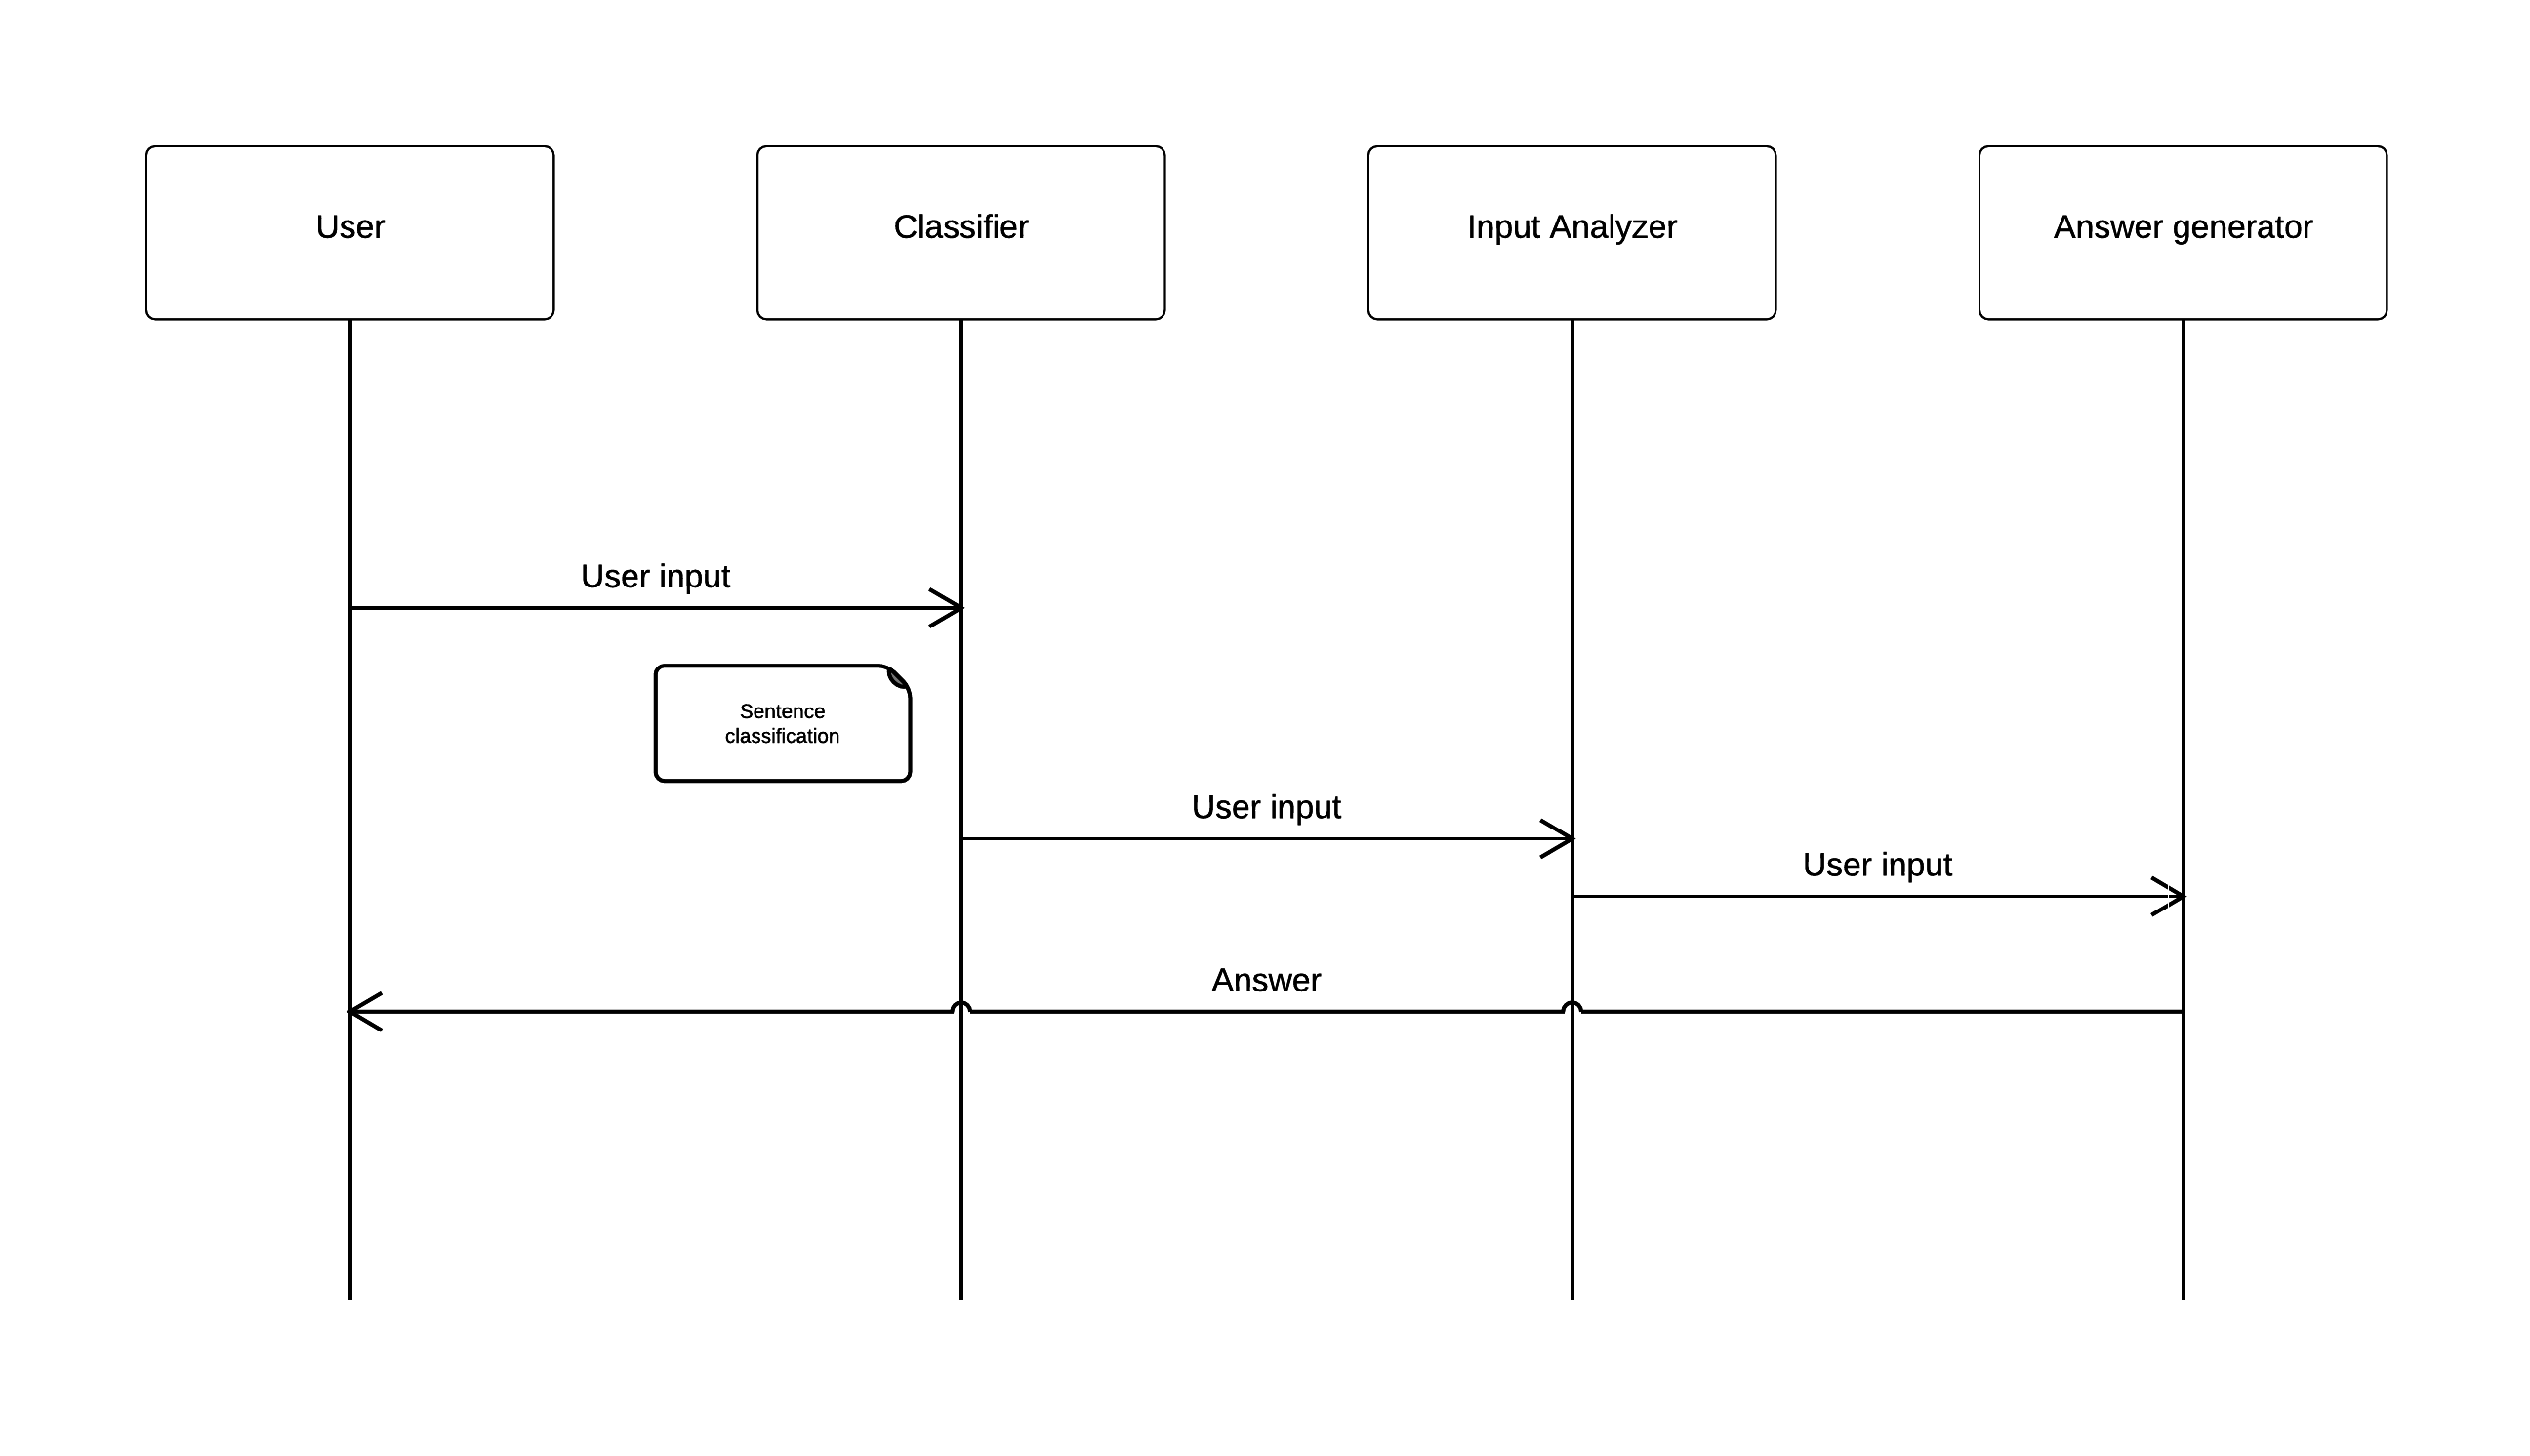 User
Classifier
Input Analyzer
Answer generator
User input
Sentence
classification
User input
User input
Answer